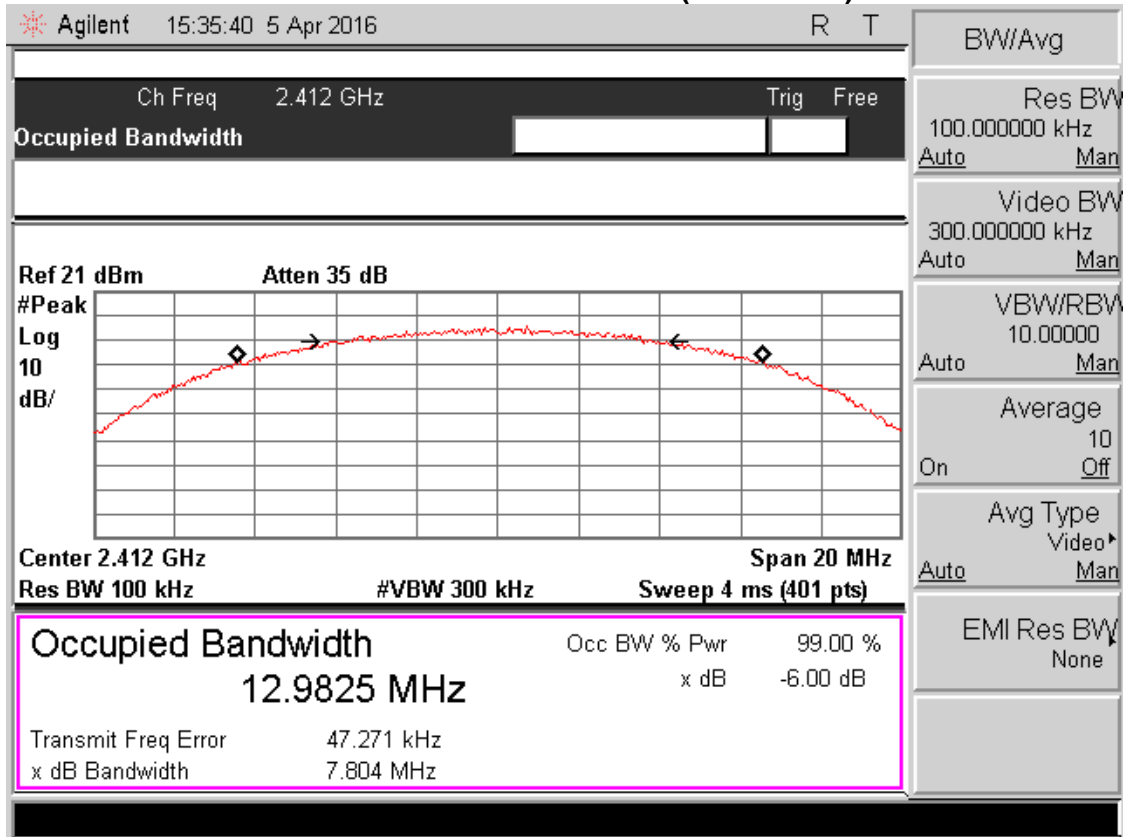 Agilent 15:35:40 5 Apr 2016 R T
BW/Avg
Ch Freq 2.412 GHz Trig Free
Occupied Bandwidth
Res BW
100.000000 kHz
Auto Man
Video BW
300.000000 kHz
Auto Man
VBW/RBW
10.00000
Auto Man
Average
10
On Off
Avg Type
Video
Auto Man
EMI Res BW
None
Ref 21 dBm Atten 35 dB
#Peak
Log
10
dB/
Center 2.412 GHz Span 20 MHz
Res BW 100 kHz #VBW 300 kHz Sweep 4 ms (401 pts)
Occupied Bandwidth
12.9825 MHz
Occ BW % Pwr 99.00 %
x dB -6.00 dB
Transmit Freq Error 47.271 kHz
x dB Bandwidth 7.804 MHz